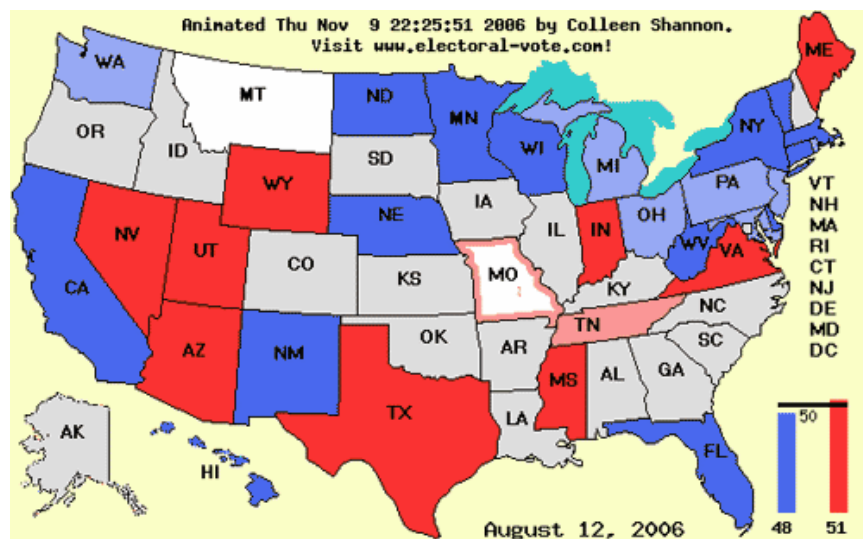 Animated Thu Nov  9 22:25:51 2006 by Colleen Shannon.
Visit www.electoral-vote.com!
ME
WA
MT
ND
MN
OR
ID
SD
WI
NY
MI
WY
PA
VT
NH
MA
RI
CT
NJ
DE
MD
DC
NE
IA
OH
IL
IN
NV
UT
CO
WV
VA
CA
KS
MO
KY
NC
TN
AZ
NM
OK
AR
SC
MS
AL
GA
TX
LA
AK
HI
FL
50
48
51
August 12, 2006